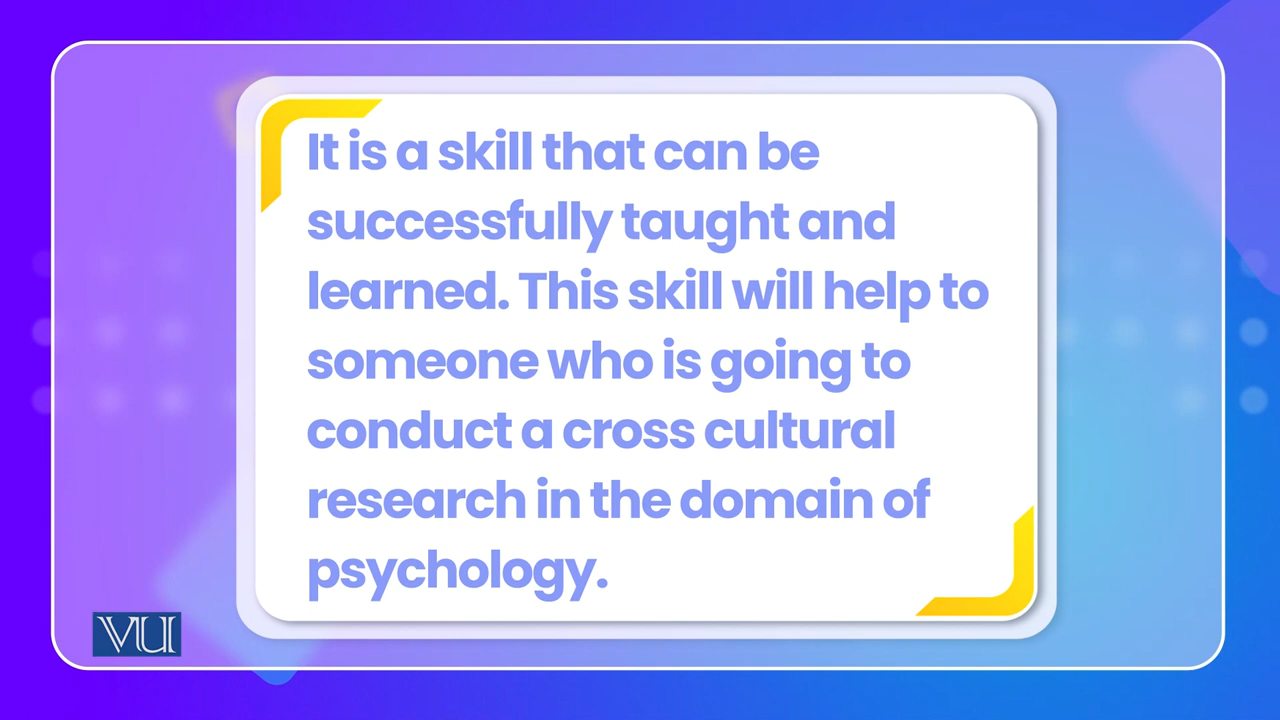 It is a skill that can be
successfully taught and
learned. This skill will help to
someone who is going to
conduct a cross cultural
research in the domain of
psychology.
VU